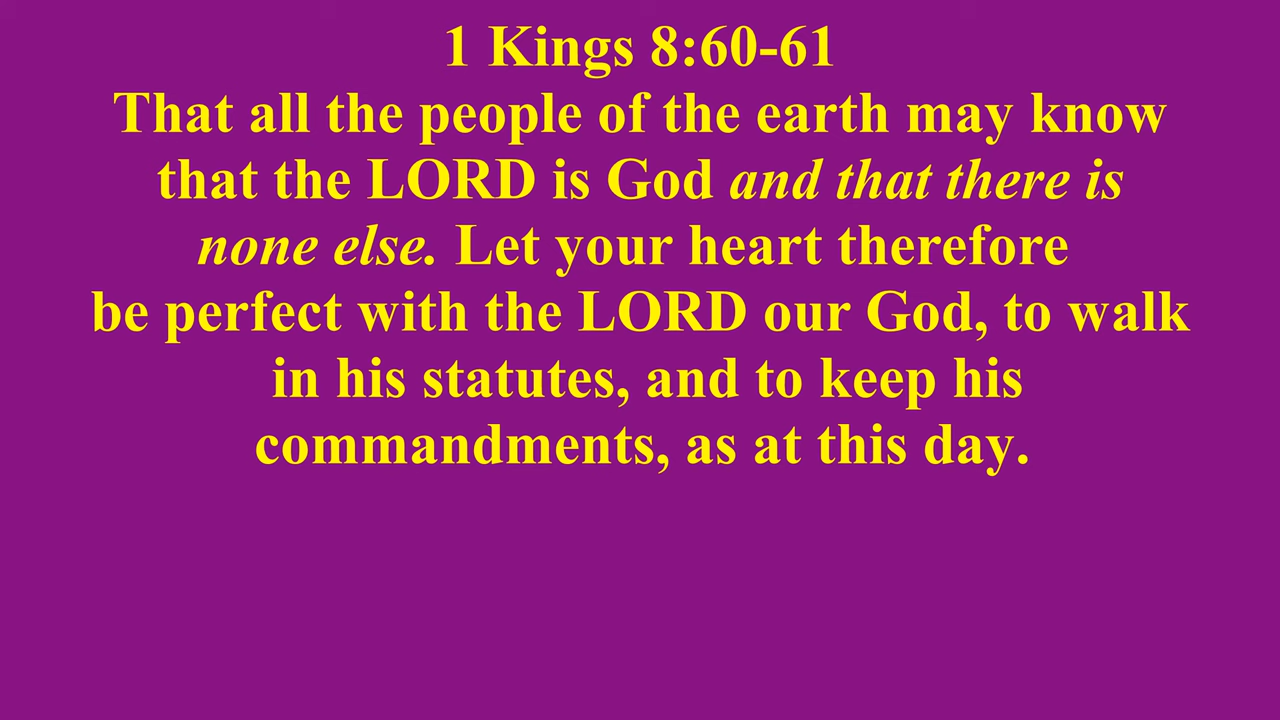 1 Kings 8:60-61
That all the people of the earth may know
that the LORD is God and that there is
none else. Let your heart therefore
be perfect with the LORD our God, to walk
in his statutes, and to keep his
commandments, as at this day.